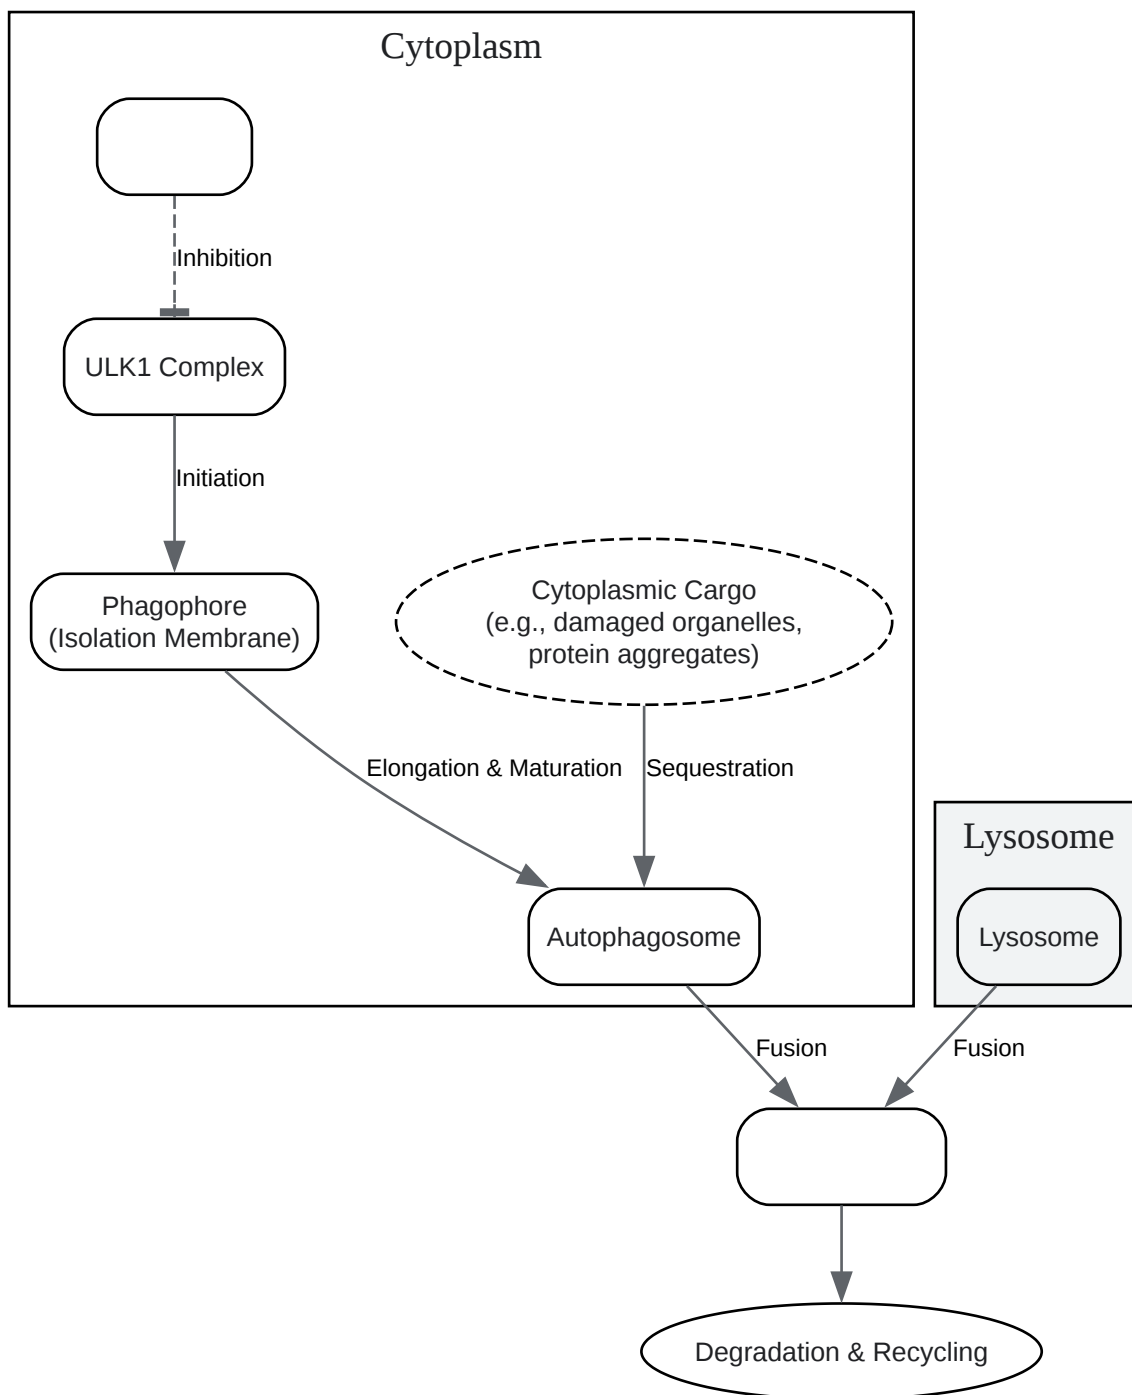 Cytoplasm
Inhibition
ULK1 Complex
Initiation
Phagophore
(Isolation Membrane)
Cytoplasmic Cargo
(e.g., damaged organelles,
protein aggregates)
Elongation & Maturation
Sequestration
Lysosome
Autophagosome
Lysosome
Fusion
Fusion
Degradation & Recycling